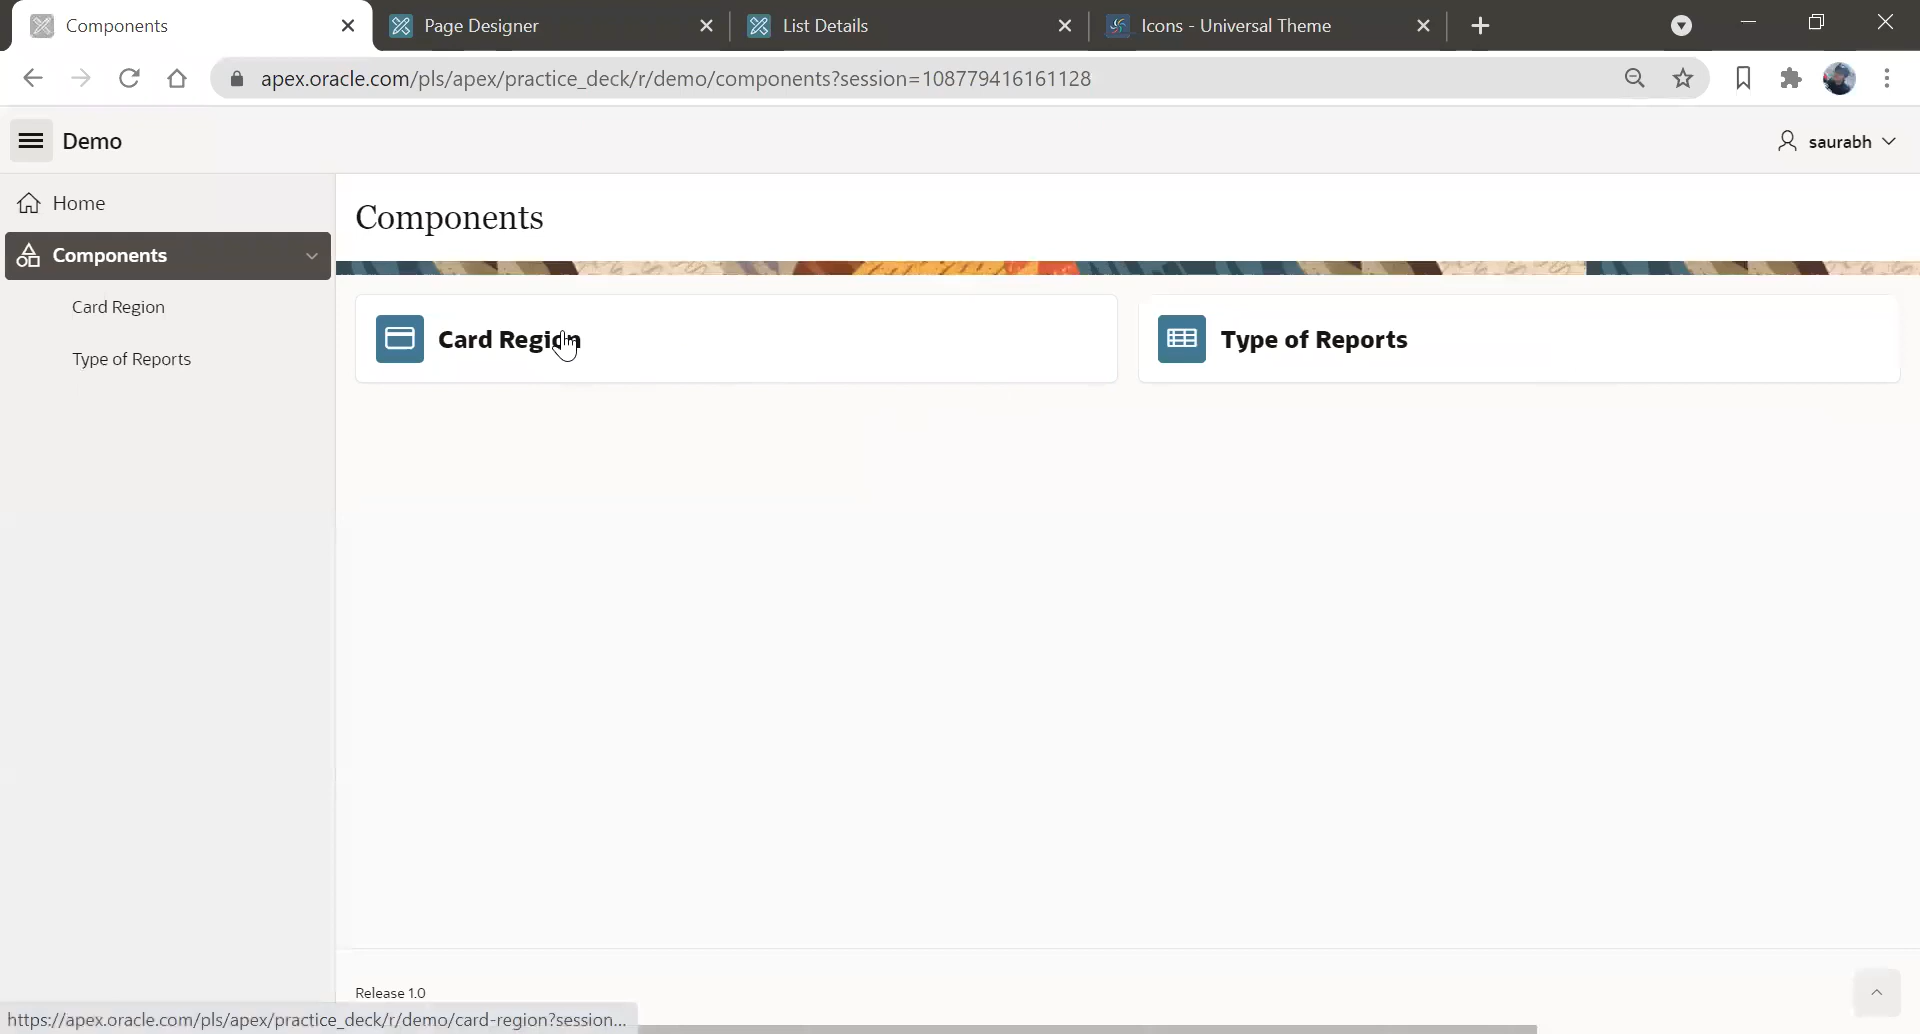 Components
Page Designer
List Details
Icons - Universal Theme
apex.oracle.com/pls/apex/practice_deck/r/demo/components?session=108779416161128
Demo
saurabh
Home
Components
Card Region
Type of Reports
Components
Card Region
Type of Reports
Release 1.0
https://apex.oracle.com/pls/apex/practice_deck/r/demo/card-region?session...